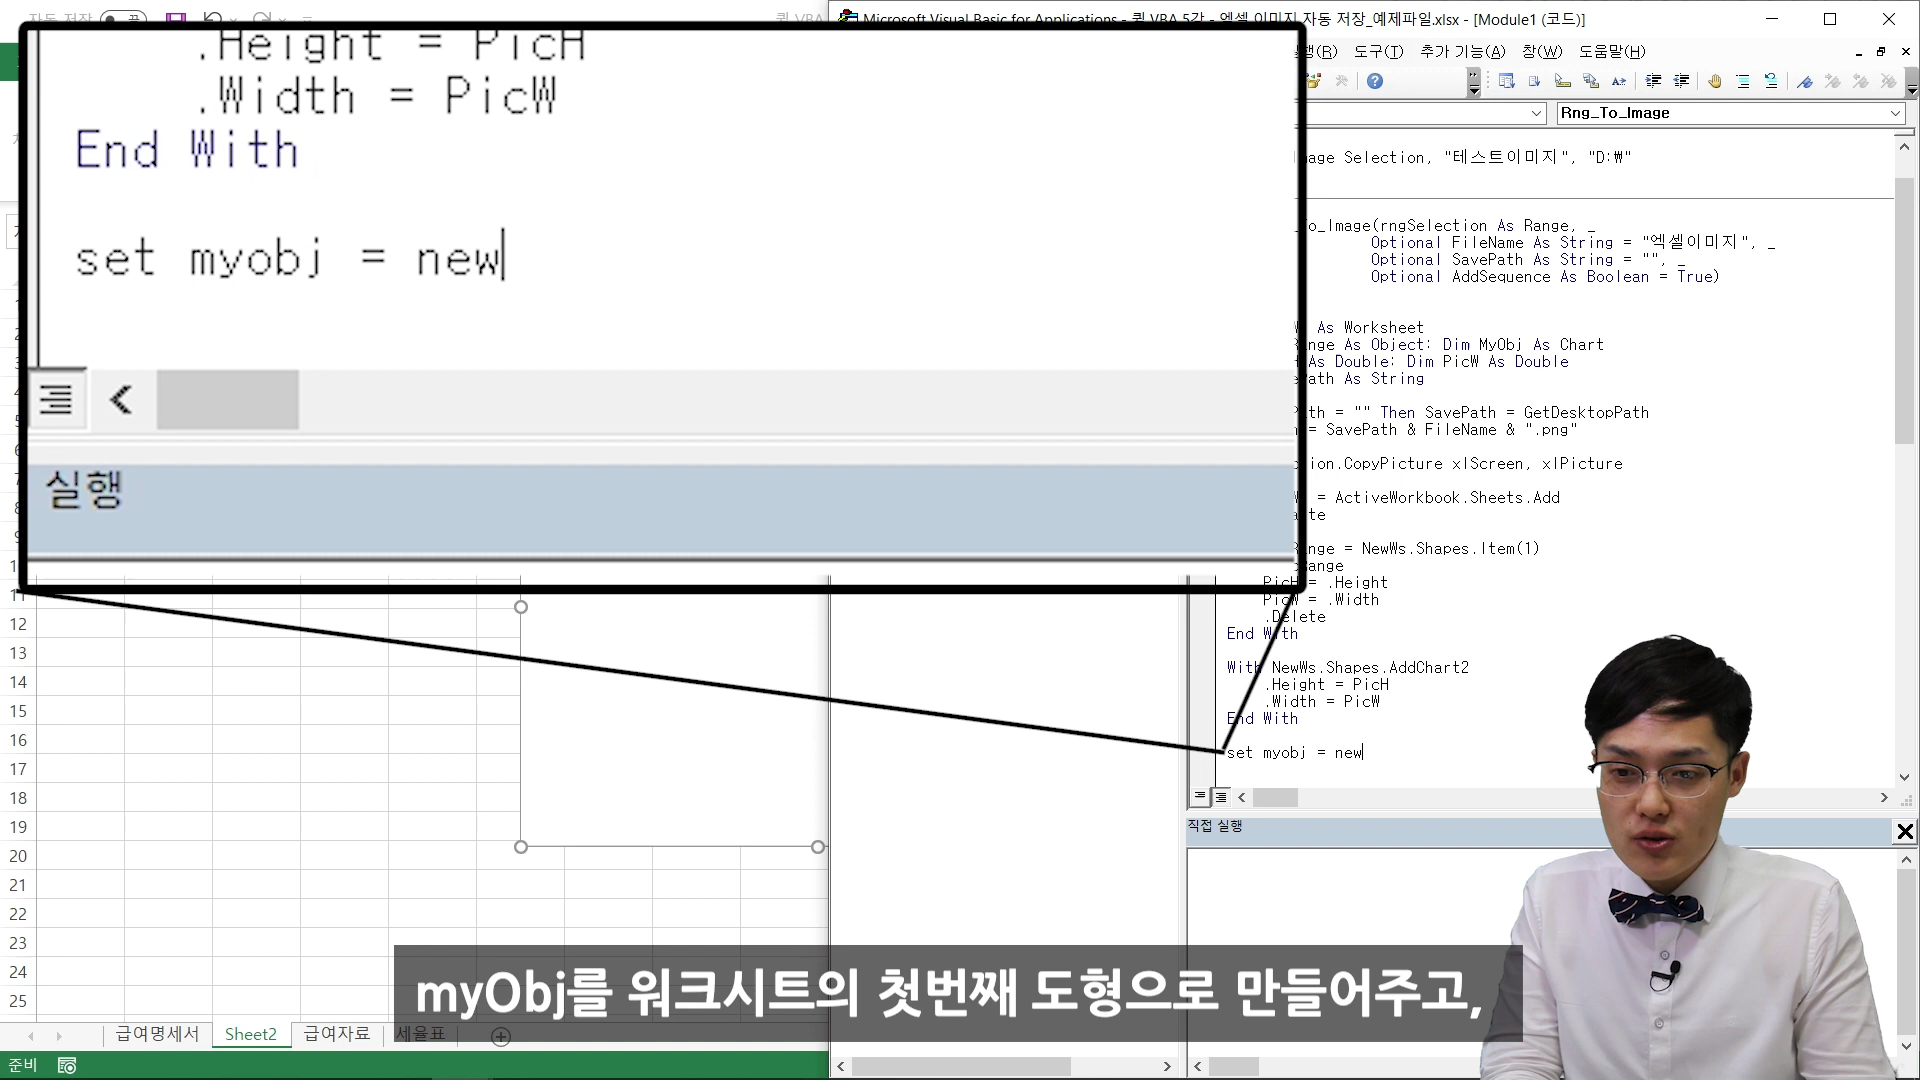 자동 저장
Microsoft Visual Basic for Applications - 퀵 VBA 5강 - 엑셀 이미지 자동 저장_예제파일.xlsx - [Module1 (코드)]
도구(T) 추가 기능(A) 창(W) 도움말(H)
Rng_To_Image
.Height = PicH
.Width = PicW
End With
set myobj = new
실행
age Selection, "테스트이미지", "D:₩"
o_Image(rngSelection As Range, _
Optional FileName As String = "엑셀이미지", _
Optional SavePath As String = "", _
Optional AddSequence As Boolean = True)
As Worksheet
nge As Object: Dim MyObj As Chart
As Double: Dim PicW As Double
Path As String
th = "" Then SavePath = GetDesktopPath
= SavePath & FileName & ".png"
ion.CopyPicture xlScreen, xlPicture
= ActiveWorkbook.Sheets.Add
te
nge = NewWs.Shapes.Item(1)
Range
PicH = .Height
PicW = .Width
.Delete
End With
With NewWs.Shapes.AddChart2
.Height = PicH
.Width = PicW
End With
set myobj = new
직접 실행
11
12
13
14
15
16
17
18
19
20
21
22
23
24
25
myObj를 워크시트의 첫번째 도형으로 만들어주고,
급여명세서 Sheet2 급여자료 세율표
준비